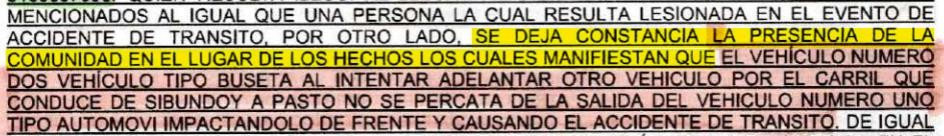 MENCIONADOS AL IGUAL QUE UNA PERSONA LA CUAL RESULTA LESIONADA EN EL EVENTO DE
ACCIDENTE DE TRANSITO, POR OTRO LADO, SE DEJA CONSTANCIA LA PRESENCIA DE LA
COMUNIDAD EN EL LUGAR DE LOS HECHOS LOS CUALES MANIFIESTAN QUE EL VEHÍCULO NUMERO
DOS VEHÍCULO TIPO BUSETA AL INTENTAR ADELANTAR OTRO VEHICULO POR EL CARRIL QUE
CONDUCE DE SIBUNDOY A PASTO NO SE PERCATA DE LA SALIDA DEL VEHICULO NUMERO UNO
TIPO AUTOMOVI IMPACTANDOLO DE FRENTE Y CAUSANDO EL ACCIDENTE DE TRANSITO. DE IGUAL